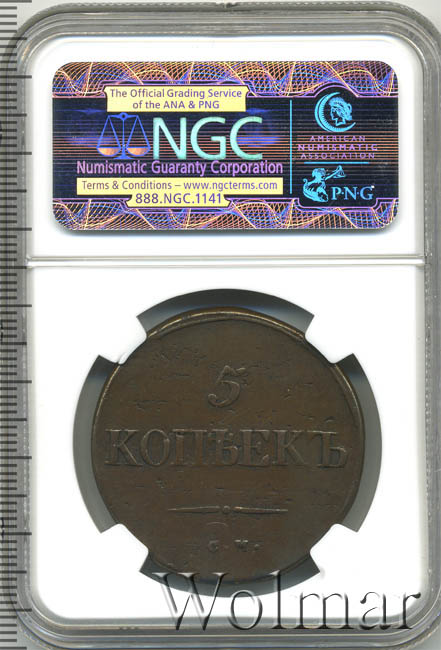 The Official Grading Service
of the ANA & PNG
NGC
Numismatic Guaranty Corporation
Terms & Conditions – www.ngcterms.com
888.NGC.1141
AMERICAN
NUMISMATIC
ASSOCIATION
PNG
5
КОПѢЕКЪ
Wolmar